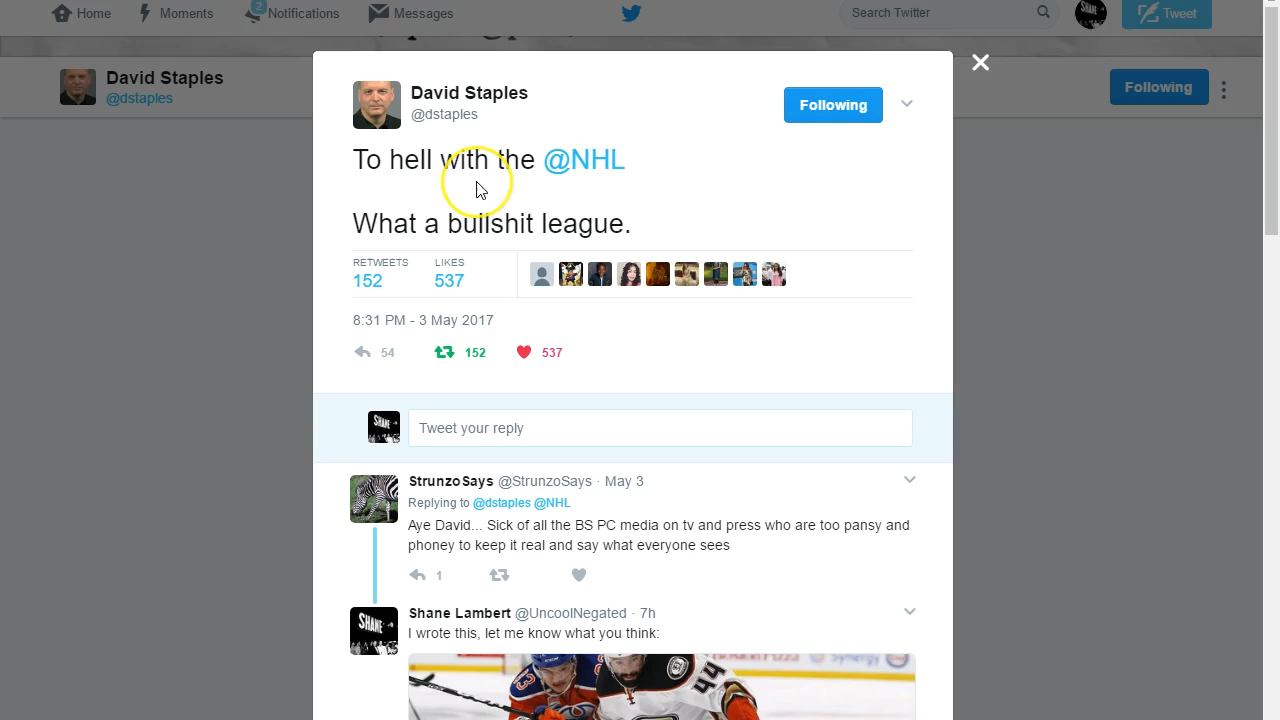 Home Moments 2 Notifications Messages Search Twitter SHANE Tweet
David Staples
@dstaples
Following
David Staples
@dstaples
Following
To hell with the @NHL
What a bullshit league.
RETWEETS LIKES
152 537
8:31 PM - 3 May 2017
54 152 537
SHANE Tweet your reply
StrunzoSays @StrunzoSays · May 3
Replying to @dstaples @NHL
Aye David... Sick of all the BS PC media on tv and press who are too pansy and
phoney to keep it real and say what everyone sees
1
Shane Lambert @UncoolNegated · 7h
SHANE I wrote this, let me know what you think:
44